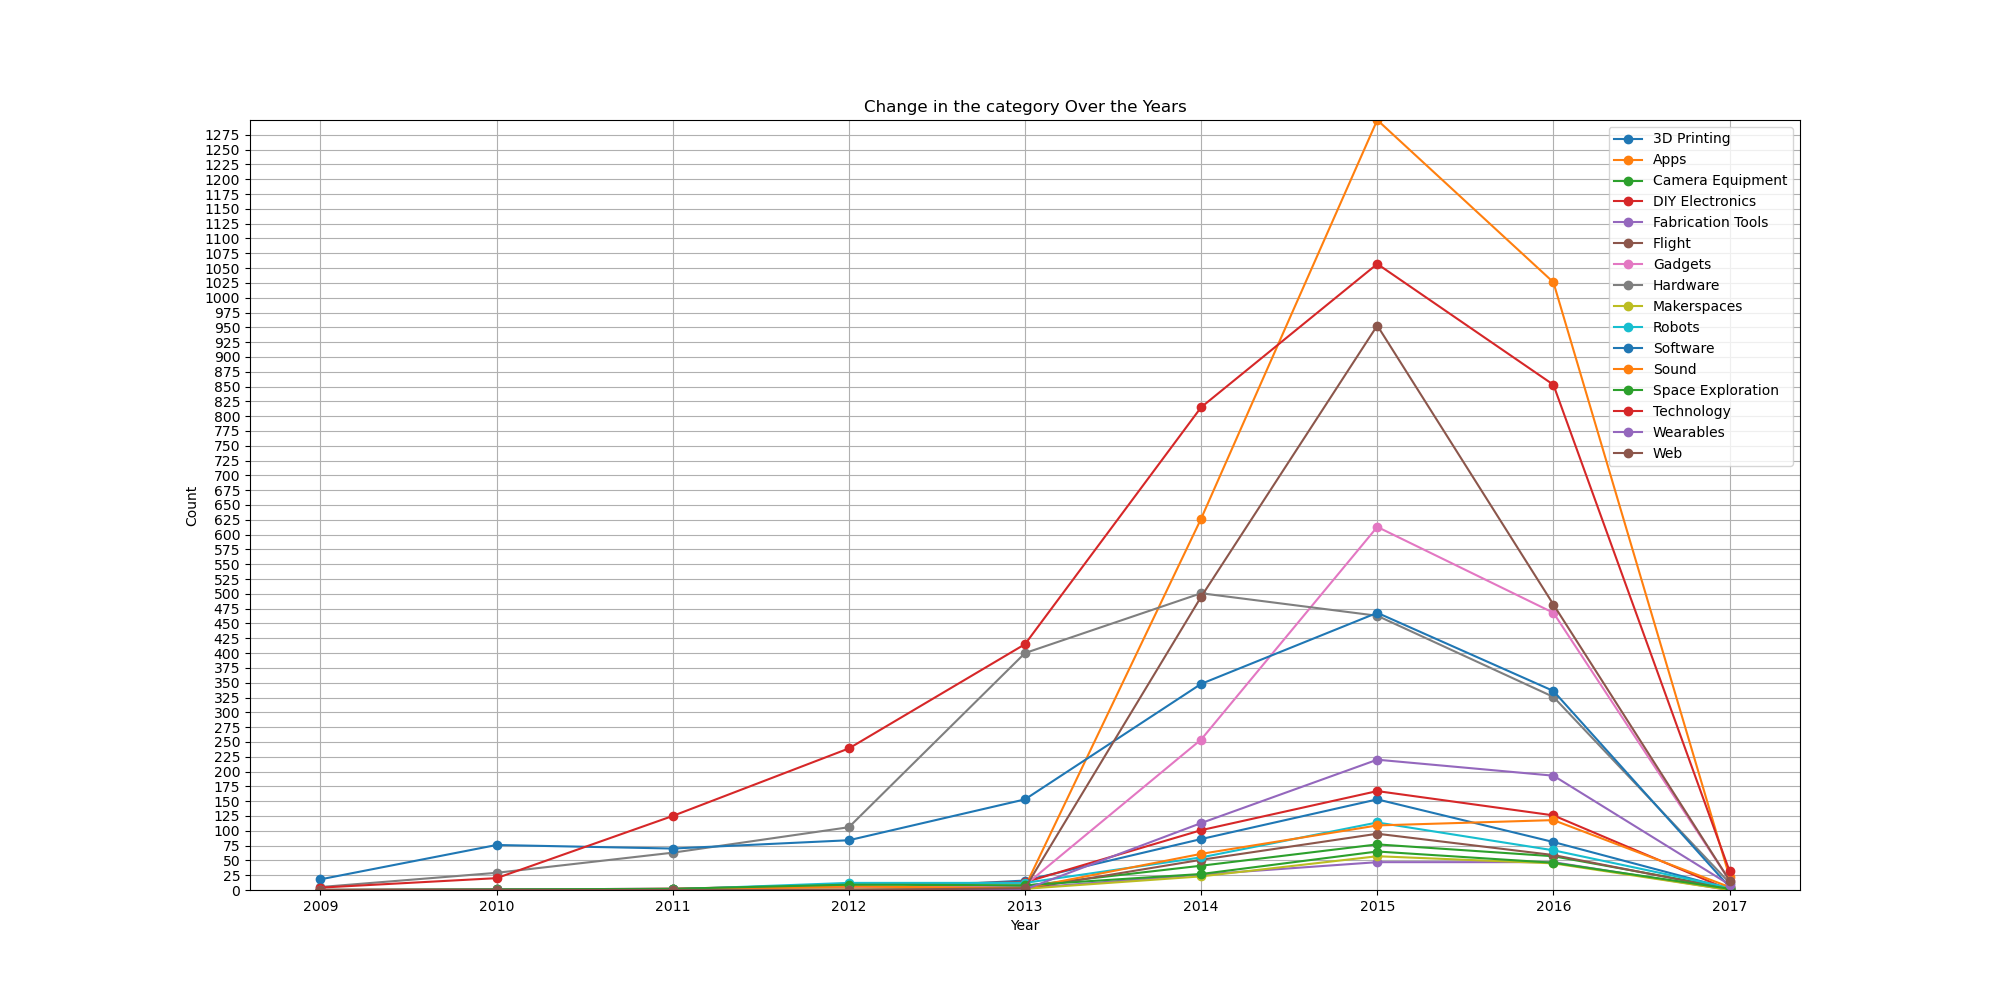 Change in the category Over the Years
1275
1250
1225
1200
1175
1150
1125
1100
1075
1050
1025
1000
975
950
925
900
875
850
825
800
775
750
725
700
675
650
625
600
575
550
525
500
475
450
425
400
375
350
325
300
275
250
225
200
175
150
125
100
75
50
25
0
Count
3D Printing
Apps
Camera Equipment
DIY Electronics
Fabrication Tools
Flight
Gadgets
Hardware
Makerspaces
Robots
Software
Sound
Space Exploration
Technology
Wearables
Web
2009 2010 2011 2012 2013 2014 2015 2016 2017
Year